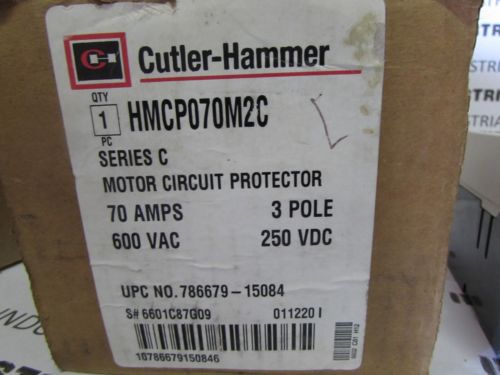 Cutler-Hammer
QTY
1 HMCP070M2C
PC
SERIES C
MOTOR CIRCUIT PROTECTOR
70 AMPS 3 POLE
600 VAC 250 VDC
UPC NO. 786679-15084
S# 6601C87G09 011220 I
10786679150846
INDU